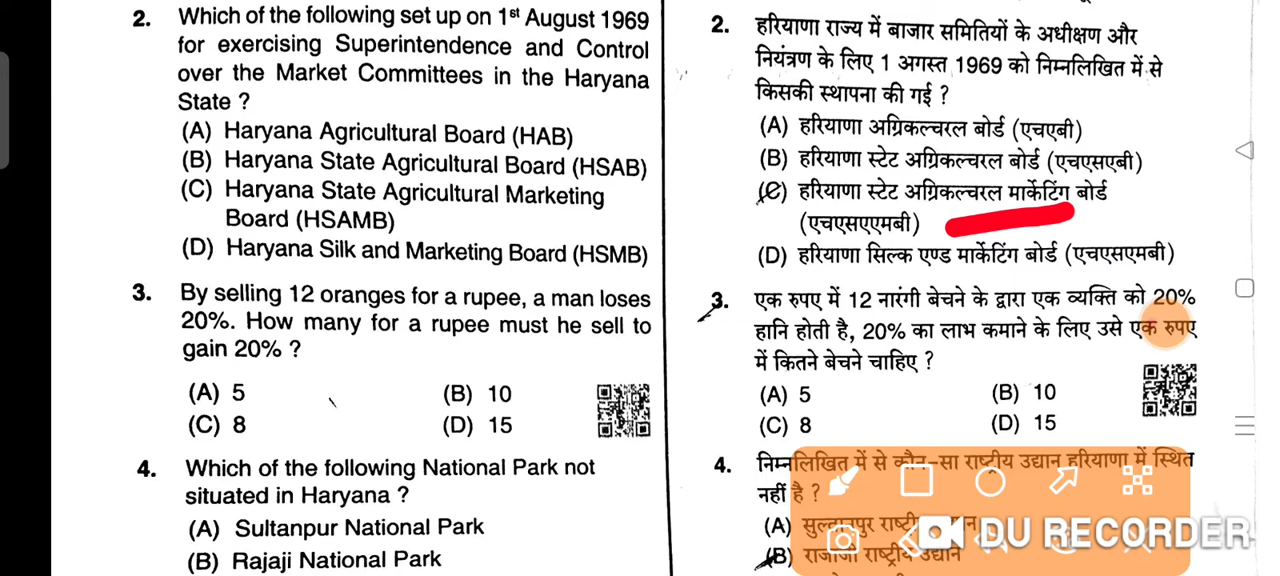 2. Which of the following set up on 1st August 1969
for exercising Superintendence and Control
over the Market Committees in the Haryana
State ?
(A) Haryana Agricultural Board (HAB)
(B) Haryana State Agricultural Board (HSAB)
(C) Haryana State Agricultural Marketing
Board (HSAMB)
(D) Haryana Silk and Marketing Board (HSMB)
3. By selling 12 oranges for a rupee, a man loses
20%. How many for a rupee must he sell to
gain 20% ?
(A) 5 (B) 10
(C) 8 (D) 15
4. Which of the following National Park not
situated in Haryana ?
(A) Sultanpur National Park
(B) Rajaji National Park
2. हरियाणा राज्य में बाजार समितियों के अधीक्षण और
नियंत्रण के लिए 1 अगस्त 1969 को निम्नलिखित में से
किसकी स्थापना की गई ?
(A) हरियाणा अग्रिकल्चरल बोर्ड (एचएबी)
(B) हरियाणा स्टेट अग्रिकल्चरल बोर्ड (एचएसएबी)
(C) हरियाणा स्टेट अग्रिकल्चरल मार्केटिंग बोर्ड
(एचएसएएमबी)
(D) हरियाणा सिल्क एण्ड मार्केटिंग बोर्ड (एचएसएमबी)
3. एक रुपए में 12 नारंगी बेचने के द्वारा एक व्यक्ति को 20%
हानि होती है, 20% का लाभ कमाने के लिए उसे एक रुपए
में कितने बेचने चाहिए ?
(A) 5 (B) 10
(C) 8 (D) 15
4. निम्नलिखित में से कौन-सा राष्ट्रीय उद्यान हरियाणा में स्थित
नहीं है ?
(A) सुल्तानपुर
(B) राजाजी राष्ट्रीय उद्यान
DU RECORDER